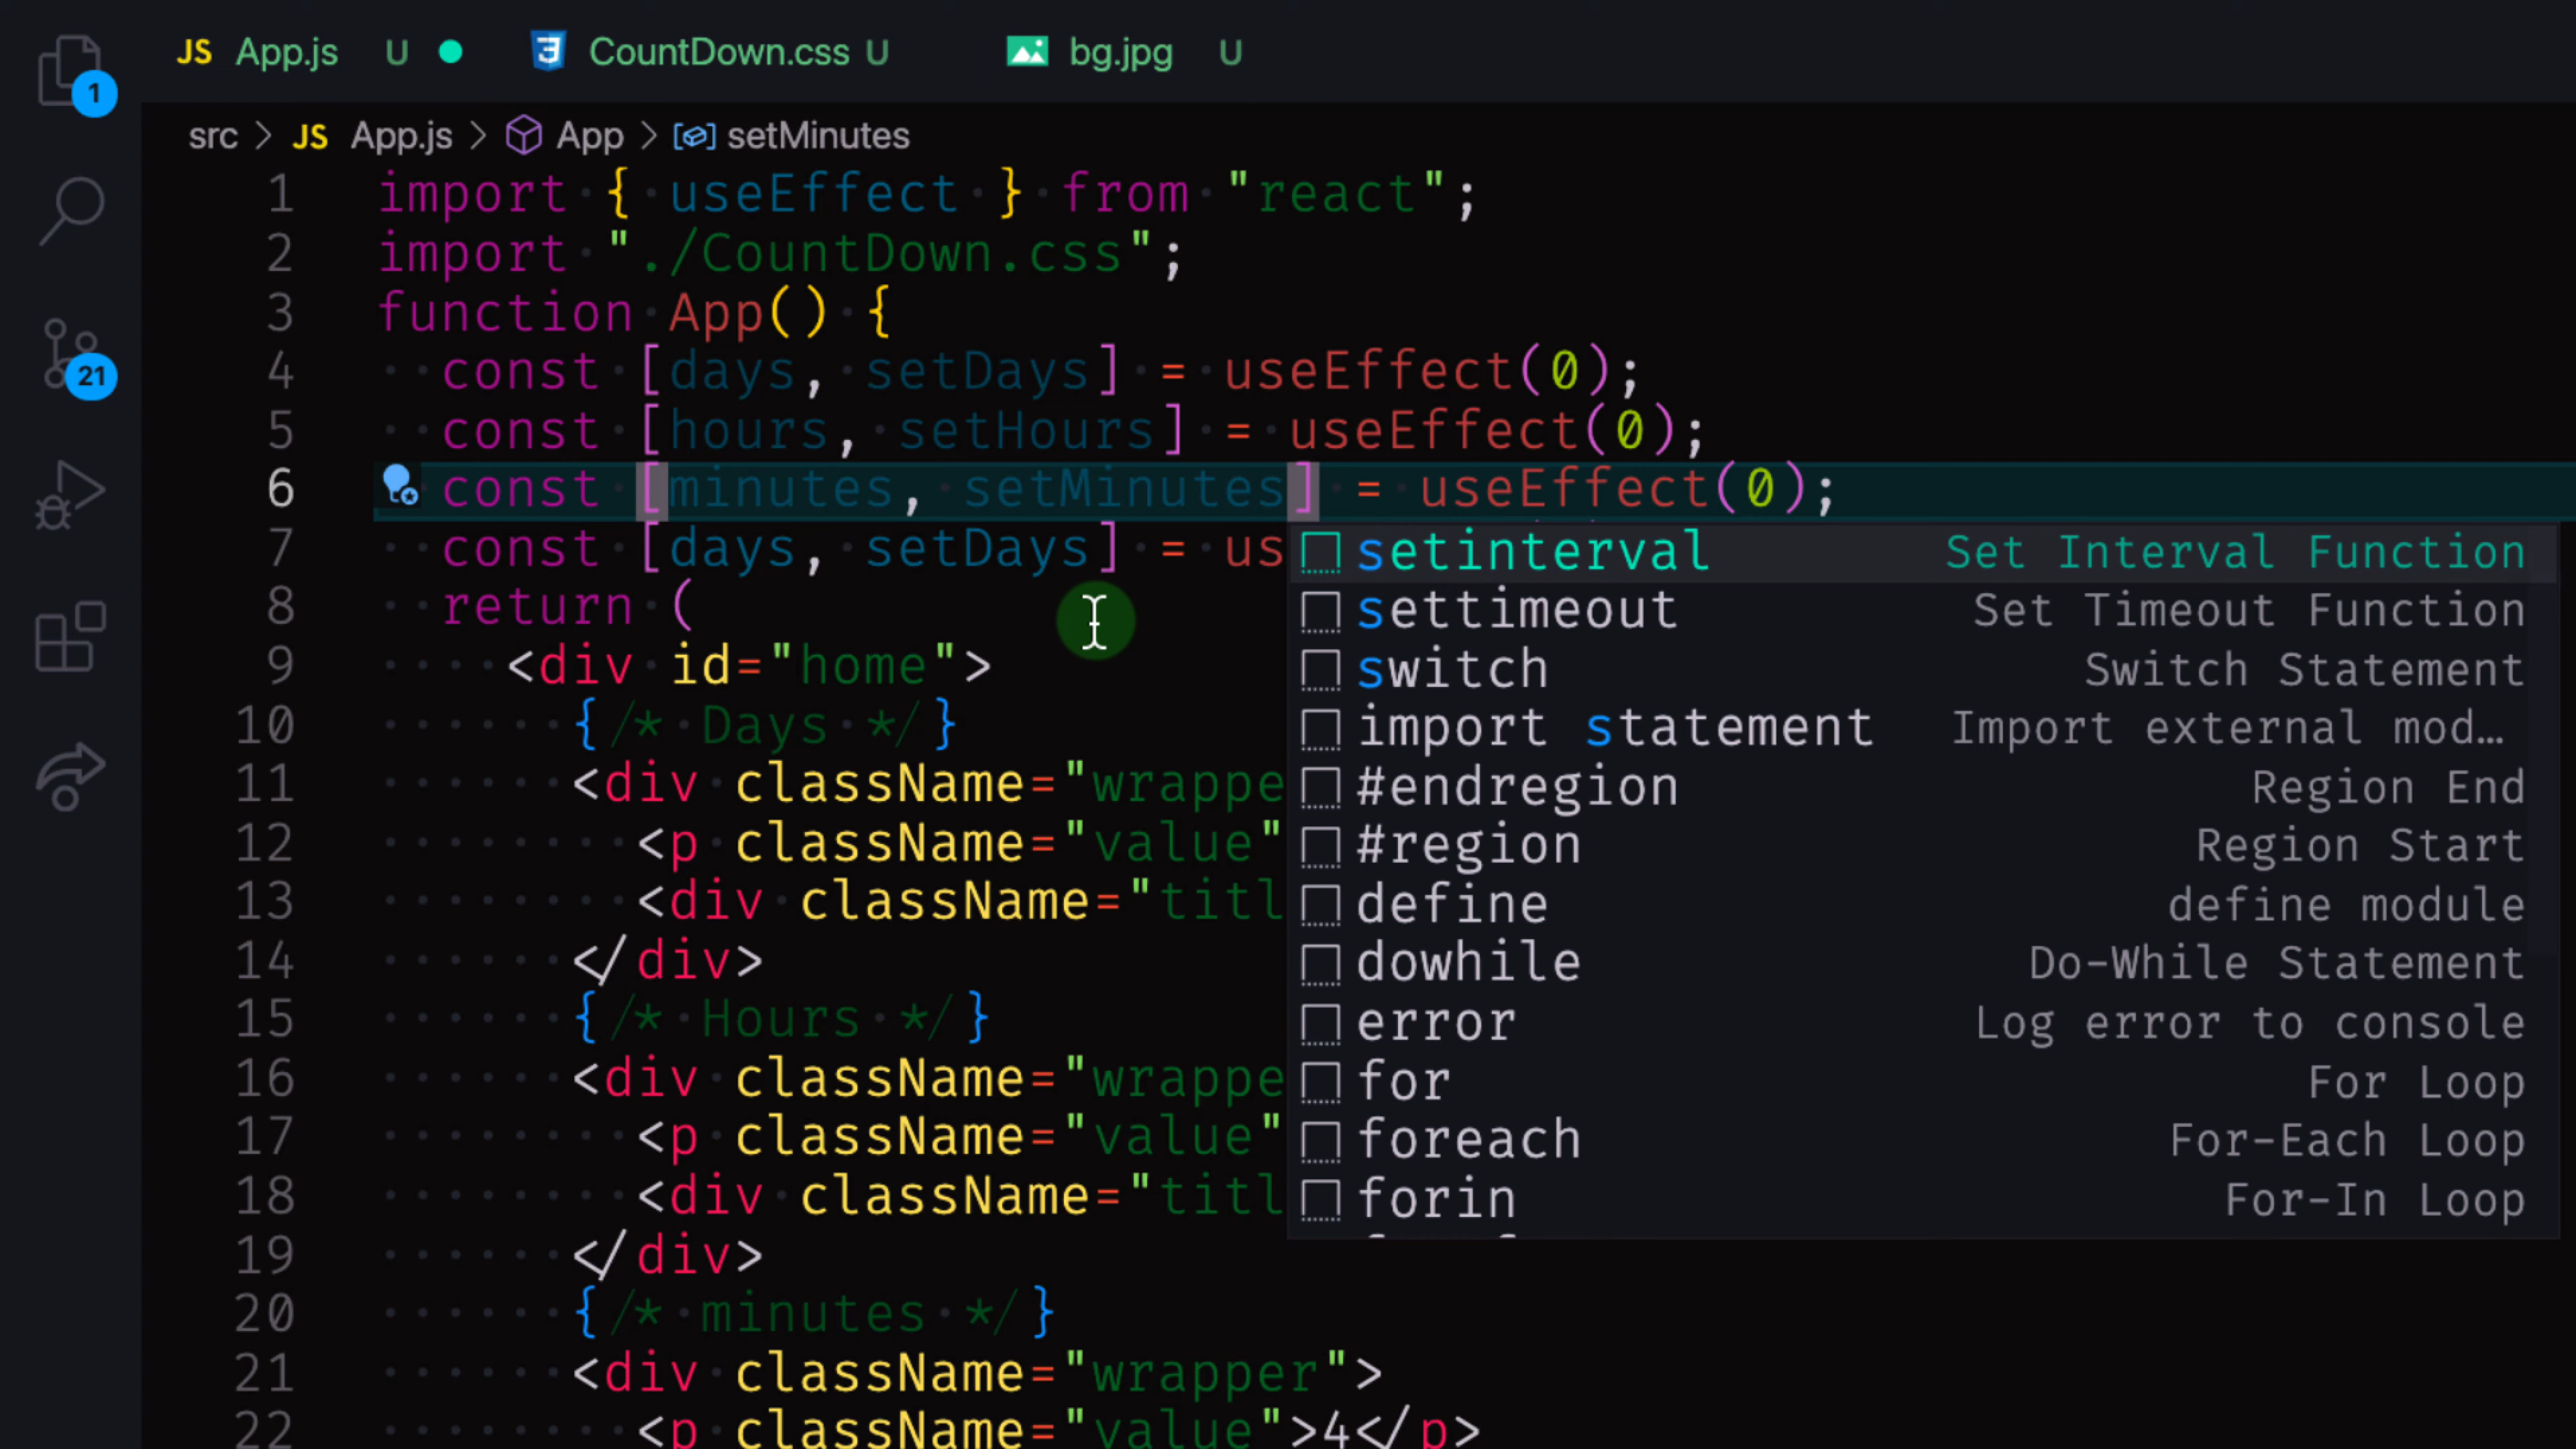 JS App.js U CountDown.css U bg.jpg U
1
src > JS App.js > App > setMinutes
21
1 import { useEffect } from "react";
2 import "./CountDown.css";
3 function App() {
4 const [days, setDays] = useEffect(0);
5 const [hours, setHours] = useEffect(0);
6 const [minutes, setMinutes] = useEffect(0);
7 const [days, setDays] = us
8 return (
9 <div id="home">
10 {/* Days */}
11 <div className="wrappe
12 <p className="value"
13 <div className="titl
14 </div>
15 {/* Hours */}
16 <div className="wrappe
17 <p className="value"
18 <div className="titl
19 </div>
20 {/* minutes */}
21 <div className="wrapper">
22 <p className="value">4</p>
setinterval Set Interval Function
settimeout Set Timeout Function
switch Switch Statement
import statement Import external mod…
#endregion Region End
#region Region Start
define define module
dowhile Do-While Statement
error Log error to console
for For Loop
foreach For-Each Loop
forin For-In Loop